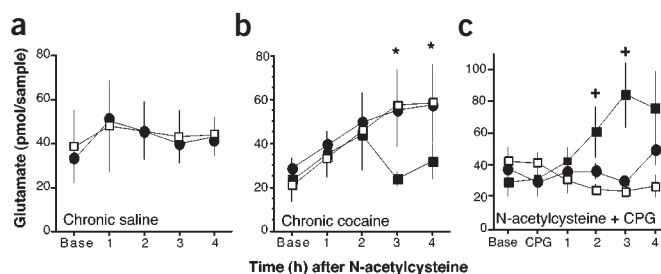 a b c
Glutamate (pmol/sample)
80
60
40
20
0
Chronic saline
Base 1 2 3 4
80
60
40
20
0
* *
Chronic cocaine
Base 1 2 3 4
100
80
60
40
20
0
+ +
N-acetylcysteine + CPG
Base CPG 1 2 3 4
Time (h) after N-acetylcysteine